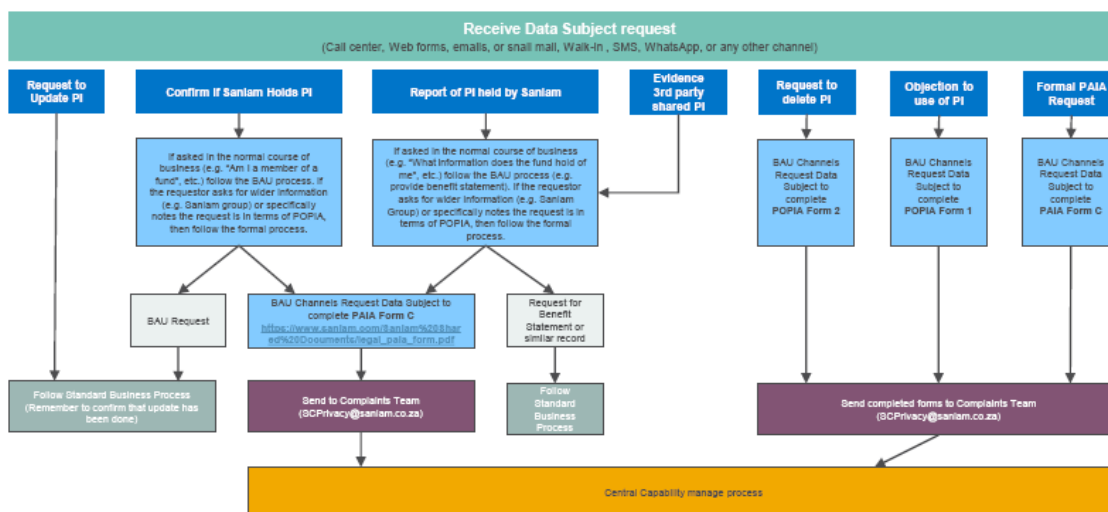 Receive Data Subject request
(Call center, Web forms, emails, or snail mail, Walk-in , SMS, WhatsApp, or any other channel)
Request to
Update PI
Confirm if Sanlam Holds PI
Report of PI held by Sanlam
Evidence
3rd party
shared PI
Request to
delete PI
Objection to
use of PI
Formal PAIA
Request
If asked in the normal course of
business (e.g. "Am I a member of a
fund", etc.) follow the BAU process. If
the requestor asks for wider information
(e.g. Sanlam group) or specifically
notes the request is in terms of POPIA,
then follow the formal process.
If asked in the normal course of business
(e.g. "What information does the fund hold of
me", etc.) follow the BAU process (e.g.
provide benefit statement). If the requestor
asks for wider information (e.g. Sanlam
Group) or specifically notes the request is in
terms of POPIA, then follow the formal
process.
BAU Channels
Request Data
Subject to
complete
POPIA Form 2
BAU Channels
Request Data
Subject to
complete
POPIA Form 1
BAU Channels
Request Data
Subject to
complete
PAIA Form C
BAU Request
BAU Channels Request Data Subject to
complete PAIA Form C
https://www.sanlam.com/Sanlam%20Shar
ed%20Documents/legal_paia_form.pdf
Request for
Benefit
Statement or
similar record
Follow Standard Business Process
(Remember to confirm that update has
been done)
Send to Complaints Team
(SCPrivacy@sanlam.co.za)
Follow
Standard
Business
Process
Send completed forms to Complaints Team
(SCPrivacy@sanlam.co.za)
Central Capability manage process